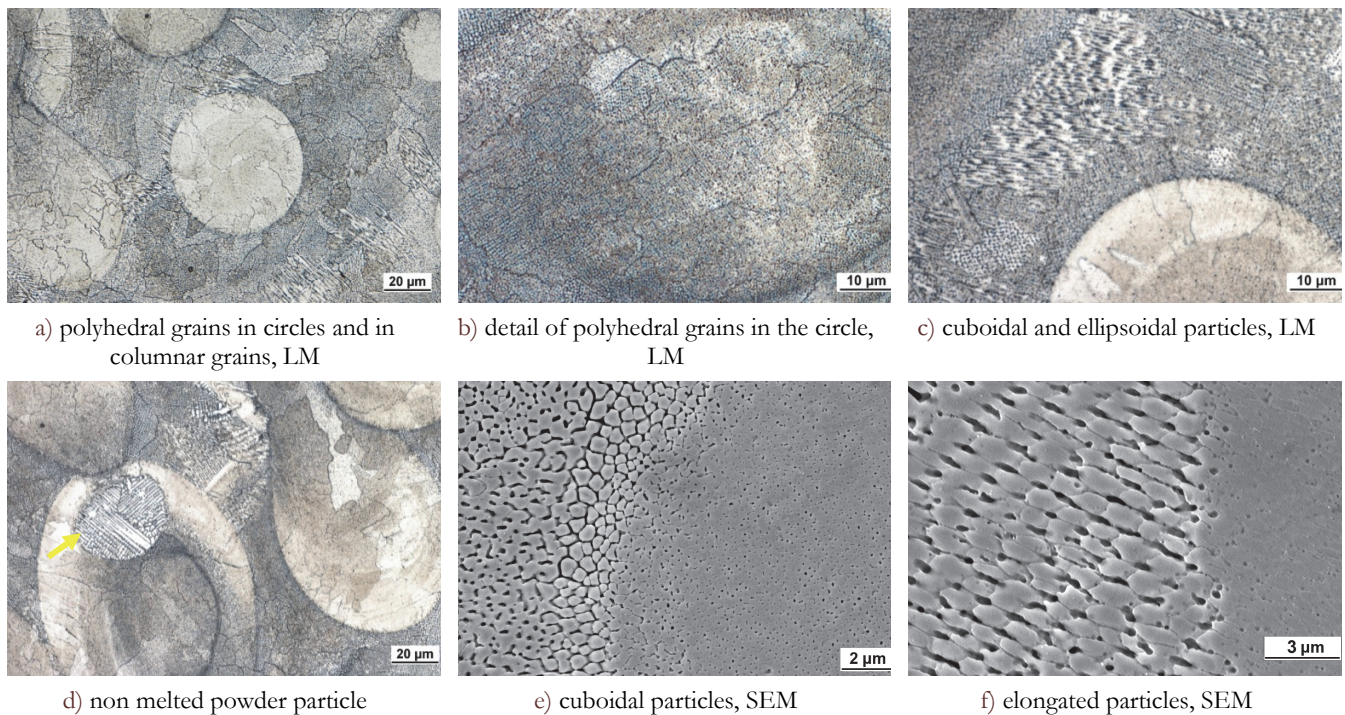 20 µm
10 µm
10 µm
a) polyhedral grains in circles and in
columnar grains, LM
b) detail of polyhedral grains in the circle,
LM
c) cuboidal and ellipsoidal particles, LM
20 µm
2 µm
3 µm
d) non melted powder particle
e) cuboidal particles, SEM
f) elongated particles, SEM